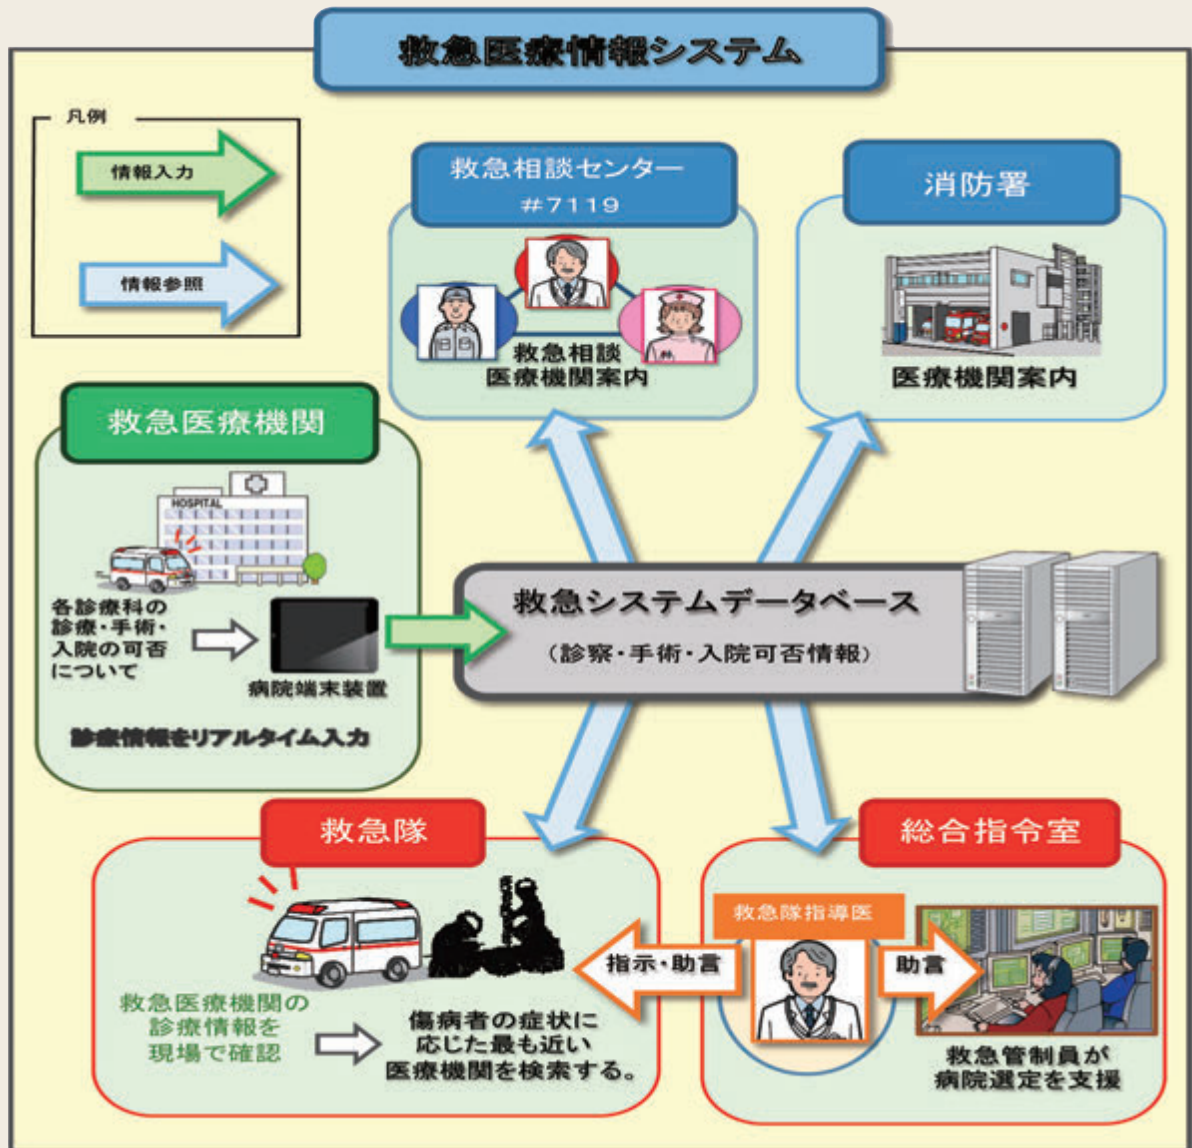 救急医療情報システム
凡例
情報入力
情報参照
救急相談センター
#7119
救急相談
医療機関案内
消防署
医療機関案内
救急医療機関
HOSPITAL
各診療科の
診療・手術・
入院の可否
について
病院端末装置
診療情報をリアルタイム入力
救急システムデータベース
(診察・手術・入院可否情報)
救急隊
救急医療機関の
診療情報を
現場で確認
傷病者の症状に
応じた最も近い
医療機関を検索する。
総合指令室
救急隊指導医
指示・助言
助言
救急管制員が
病院選定を支援